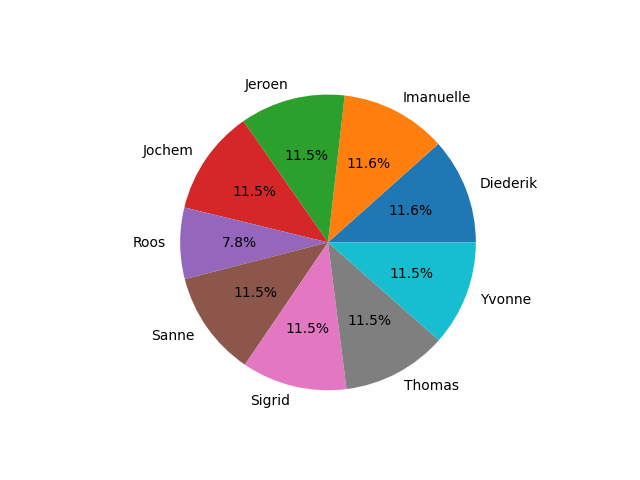 Jeroen
Imanuelle
Jochem
11.5%
11.6%
Diederik
11.5%
11.6%
Roos
7.8%
11.5%
11.5%
Yvonne
Sanne
11.5%
11.5%
Thomas
Sigrid